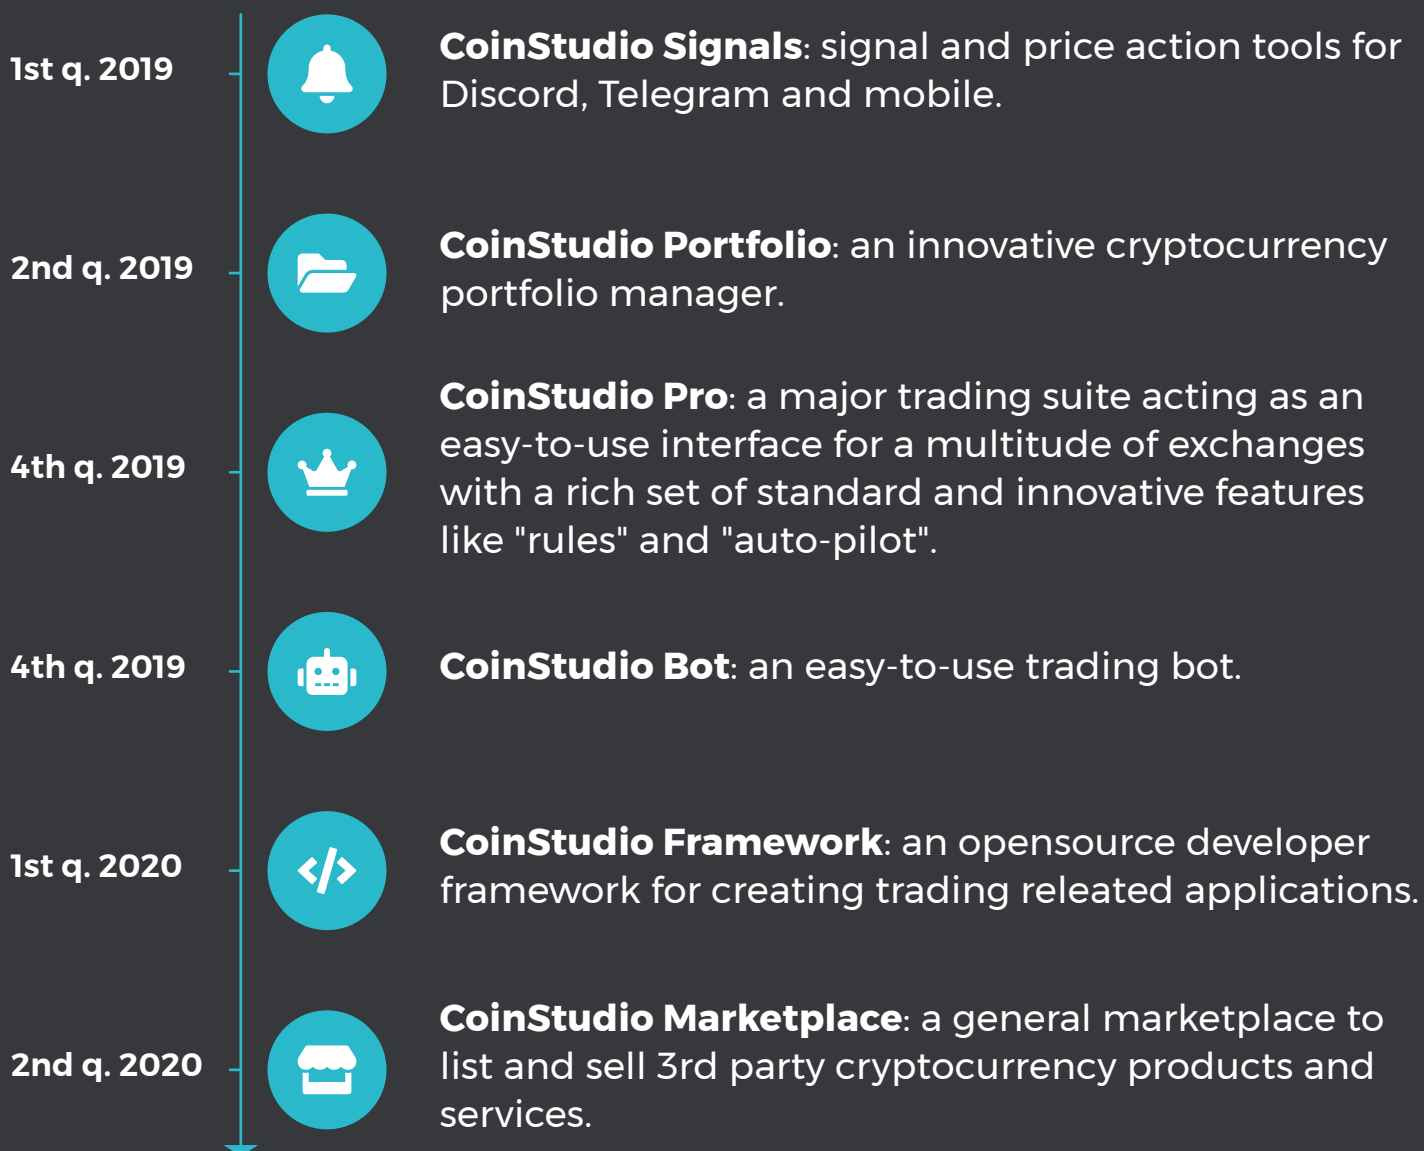 1st q. 2019
CoinStudio Signals: signal and price action tools for
Discord, Telegram and mobile.
2nd q. 2019
CoinStudio Portfolio: an innovative cryptocurrency
portfolio manager.
4th q. 2019
CoinStudio Pro: a major trading suite acting as an
easy-to-use interface for a multitude of exchanges
with a rich set of standard and innovative features
like "rules" and "auto-pilot".
4th q. 2019
CoinStudio Bot: an easy-to-use trading bot.
1st q. 2020
CoinStudio Framework: an opensource developer
framework for creating trading releated applications.
2nd q. 2020
CoinStudio Marketplace: a general marketplace to
list and sell 3rd party cryptocurrency products and
services.